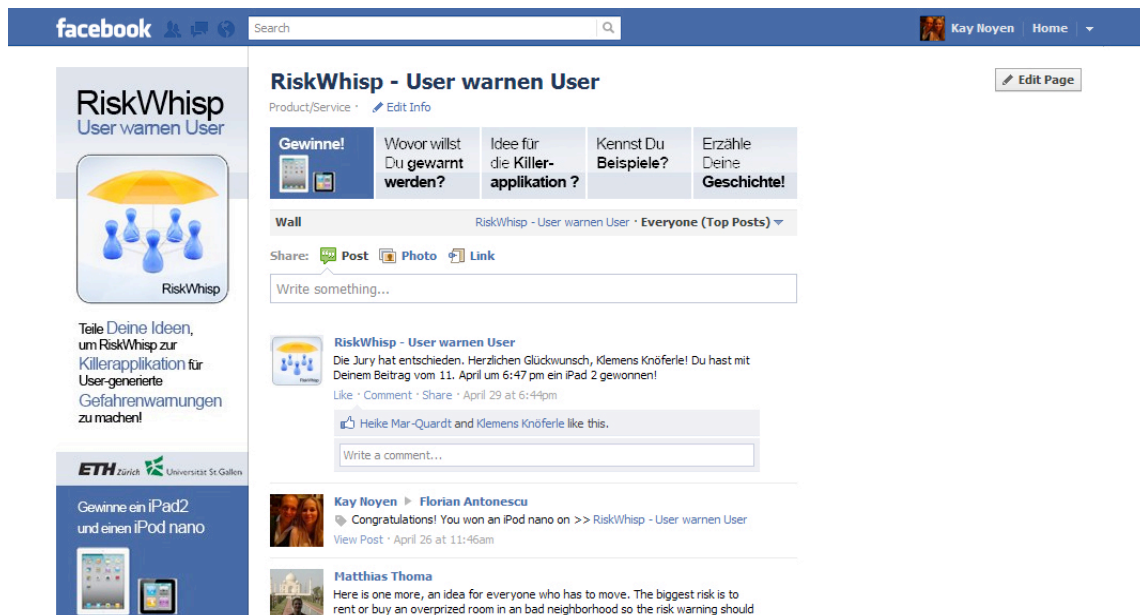 facebook
Search
Kay Noyen
Home
RiskWhisp
User warnen User
RiskWhisp
Teile Deine Ideen,
um RiskWhisp zur
Killerapplikation für
User-generierte
Gefahrenwarnungen
zu machen!
ETH Zürich Universität St.Gallen
Gewinne ein iPad2
und einen iPod nano
RiskWhisp - User warnen User
Product/Service · Edit Info
Edit Page
Gewinne!
Wovor willst
Du gewarnt
werden?
Idee für
die Killer-
applikation ?
Kennst Du
Beispiele?
Erzähle
Deine
Geschichte!
Wall
RiskWhisp - User warnen User · Everyone (Top Posts)
Share: Post Photo Link
Write something...
RiskWhisp - User warnen User
Die Jury hat entschieden. Herzlichen Glückwunsch, Klemens Knöferle! Du hast mit
Deinem Beitrag vom 11. April um 6:47 pm ein iPad 2 gewonnen!
Like · Comment · Share · April 29 at 6:44pm
Heike Mar-Quardt and Klemens Knöferle like this.
Write a comment...
Kay Noyen Florian Antonescu
Congratulations! You won an iPod nano on >> RiskWhisp - User warnen User
View Post · April 26 at 11:46am
Matthias Thoma
Here is one more, an idea for everyone who has to move. The biggest risk is to
rent or buy an overprized room in an bad neighborhood so the risk warning should